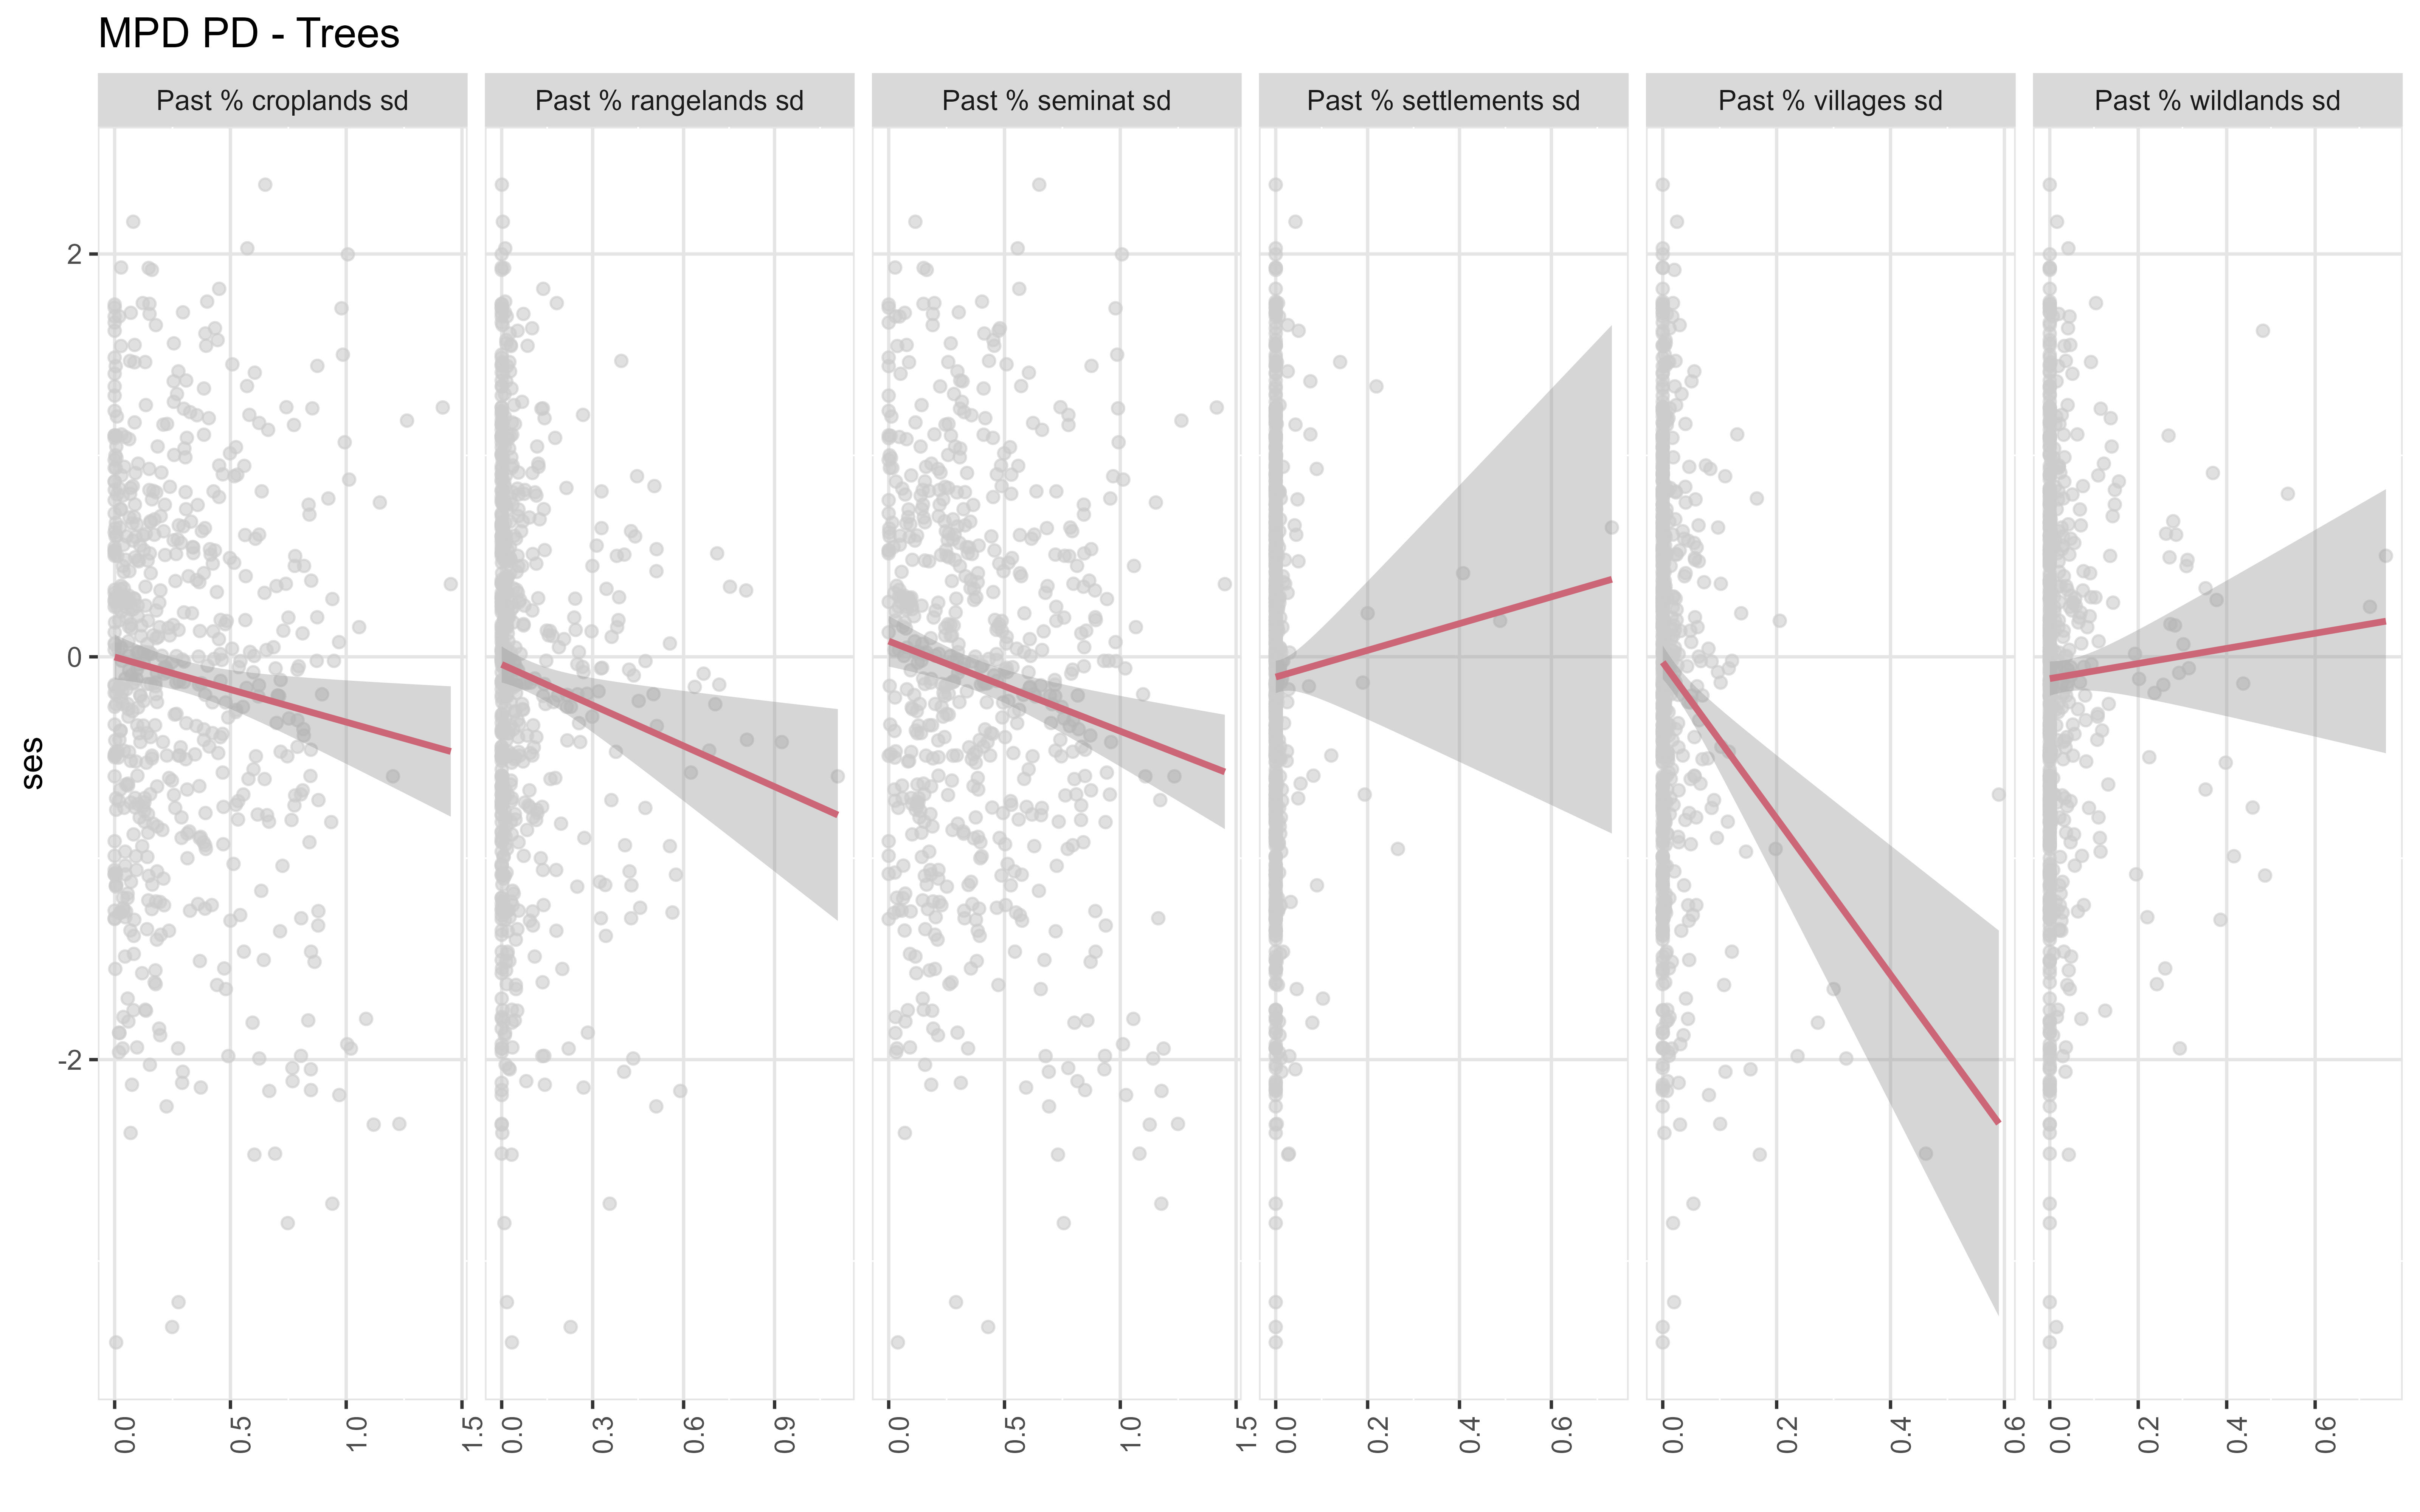 MPD PD - Trees
Past % croplands sd
Past % rangelands sd
Past % seminat sd
Past % settlements sd
Past % villages sd
Past % wildlands sd
ses
2
0
-2
0.0 0.5 1.0 1.5
0.0 0.3 0.6 0.9
0.0 0.5 1.0 1.5
0.0 0.2 0.4 0.6
0.0 0.2 0.4 0.6
0.0 0.2 0.4 0.6